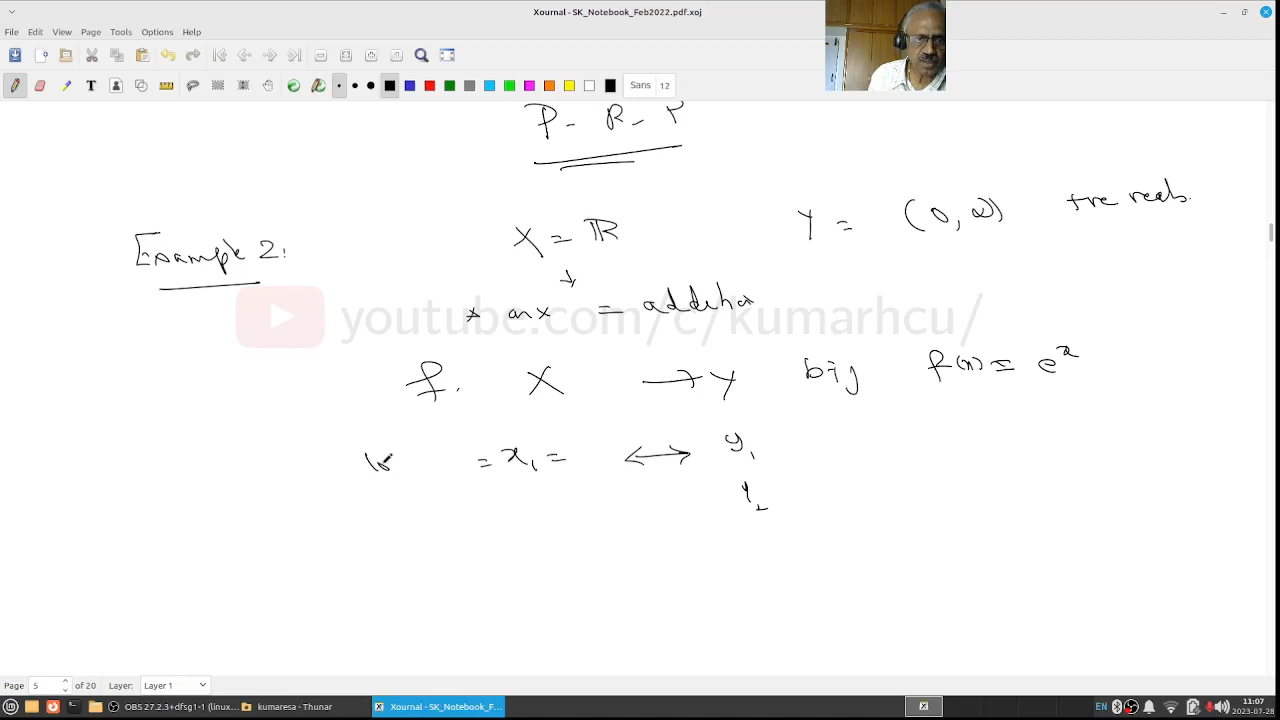 Xournal - SK_Notebook_Feb2022.pdf.xoj
File Edit View Page Tools Options Help
Sans 12
P - R - P
Example 2:
X = ℝ Y = (0, ∞) +ve reals.
* on X = addition
f. X → Y bij f(x) = e^x
= x₁ = ↔ y₁
y₂
youtube.com/c/kumarhcu/
Page 5 of 20 Layer: Layer 1
OBS 27.2.3+dfsg1-1 (linux... kumaresa - Thunar Xournal - SK_Notebook_F... EN 11:07
2023-07-28